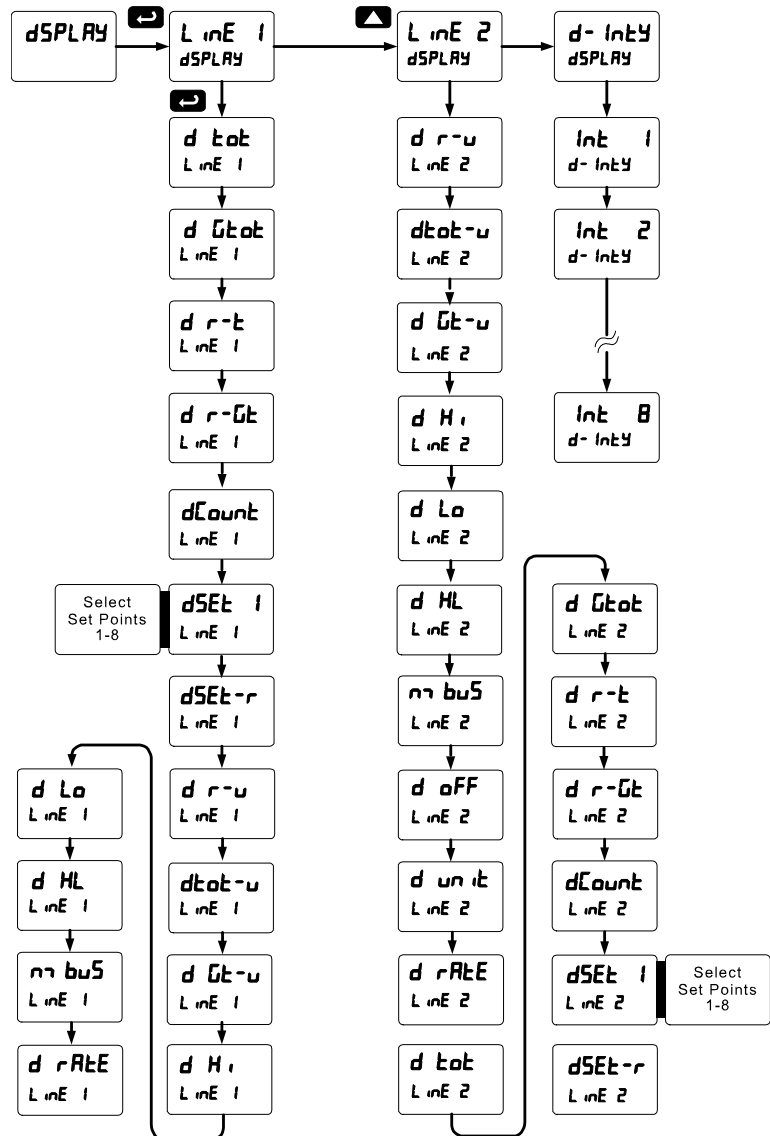 dSPLAY
LinE 1
dSPLAY
d tot
LinE 1
d Gtot
LinE 1
d r-t
LinE 1
d r-Gt
LinE 1
dCount
LinE 1
Select
Set Points
1-8
dSEt 1
LinE 1
dSEt-r
LinE 1
d r-u
LinE 1
dtot-u
LinE 1
d Gt-u
LinE 1
d Hi
LinE 1
d Lo
LinE 1
d HL
LinE 1
m buS
LinE 1
d rAtE
LinE 1
LinE 2
dSPLAY
d r-u
LinE 2
dtot-u
LinE 2
d Gt-u
LinE 2
d Hi
LinE 2
d Lo
LinE 2
d HL
LinE 2
m buS
LinE 2
d oFF
LinE 2
d unit
LinE 2
d rAtE
LinE 2
d tot
LinE 2
d Gtot
LinE 2
d r-t
LinE 2
d r-Gt
LinE 2
dCount
LinE 2
dSEt 1
LinE 2
Select
Set Points
1-8
dSEt-r
LinE 2
d-IntY
dSPLAY
Int 1
d-IntY
Int 2
d-IntY
Int 8
d-IntY